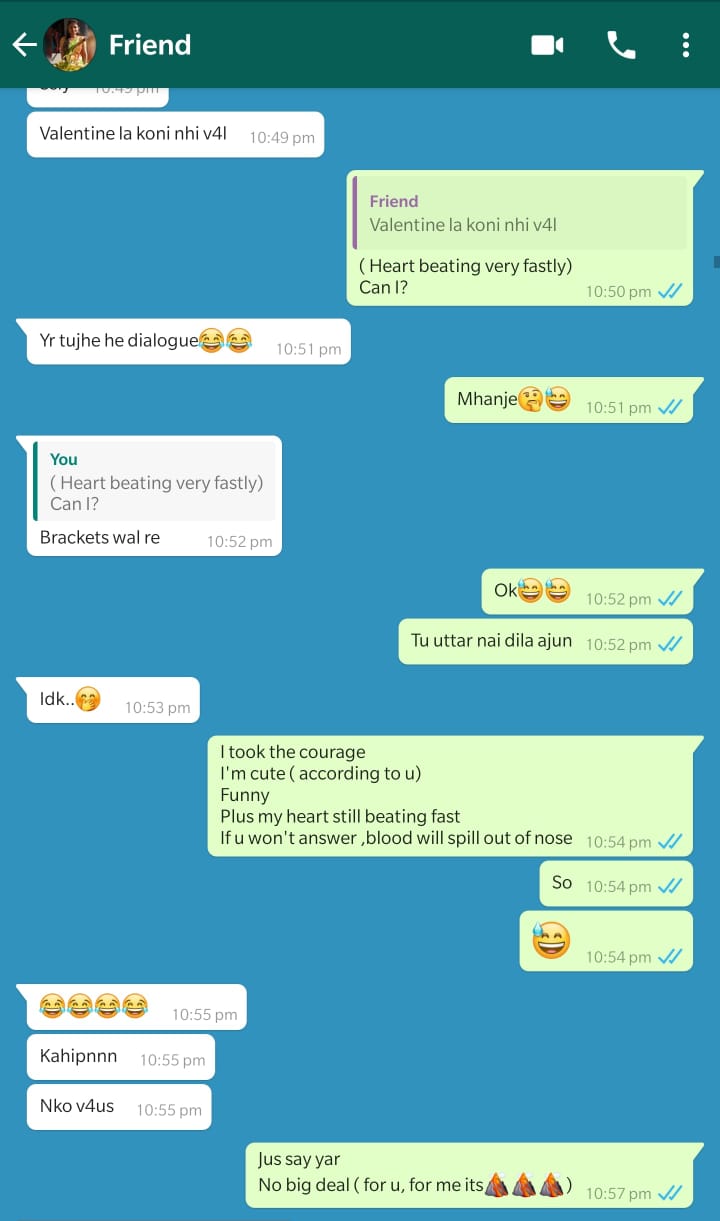 Friend
10:49 pm
Valentine la koni nhi v4l 10:49 pm
Friend
Valentine la koni nhi v4l
( Heart beating very fastly)
Can I? 10:50 pm
Yr tujhe he dialogue😂😂 10:51 pm
Mhanje🤔😅 10:51 pm
You
( Heart beating very fastly)
Can I?
Brackets wal re 10:52 pm
Ok😅😅 10:52 pm
Tu uttar nai dila ajun 10:52 pm
Idk..🤭 10:53 pm
I took the courage
I'm cute ( according to u)
Funny
Plus my heart still beating fast
If u won't answer ,blood will spill out of nose 10:54 pm
So 10:54 pm
😅 10:54 pm
😂😂😂😂 10:55 pm
Kahipnnn 10:55 pm
Nko v4us 10:55 pm
Jus say yar
No big deal ( for u, for me its🌋🌋🌋) 10:57 pm